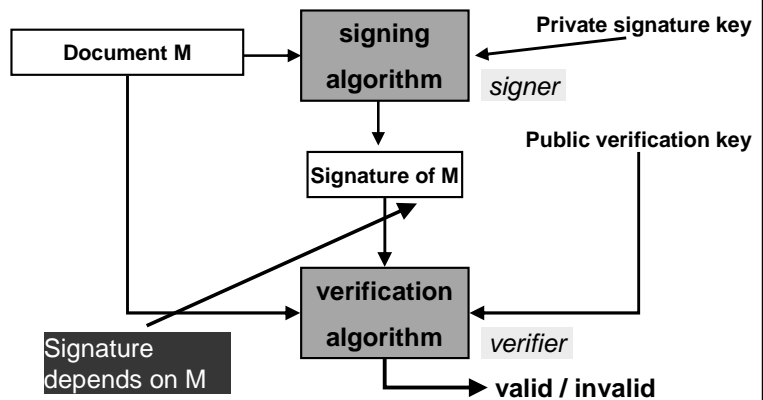 Document M
signing
algorithm
Private signature key
signer
Public verification key
Signature of M
verification
algorithm
verifier
Signature
depends on M
valid / invalid